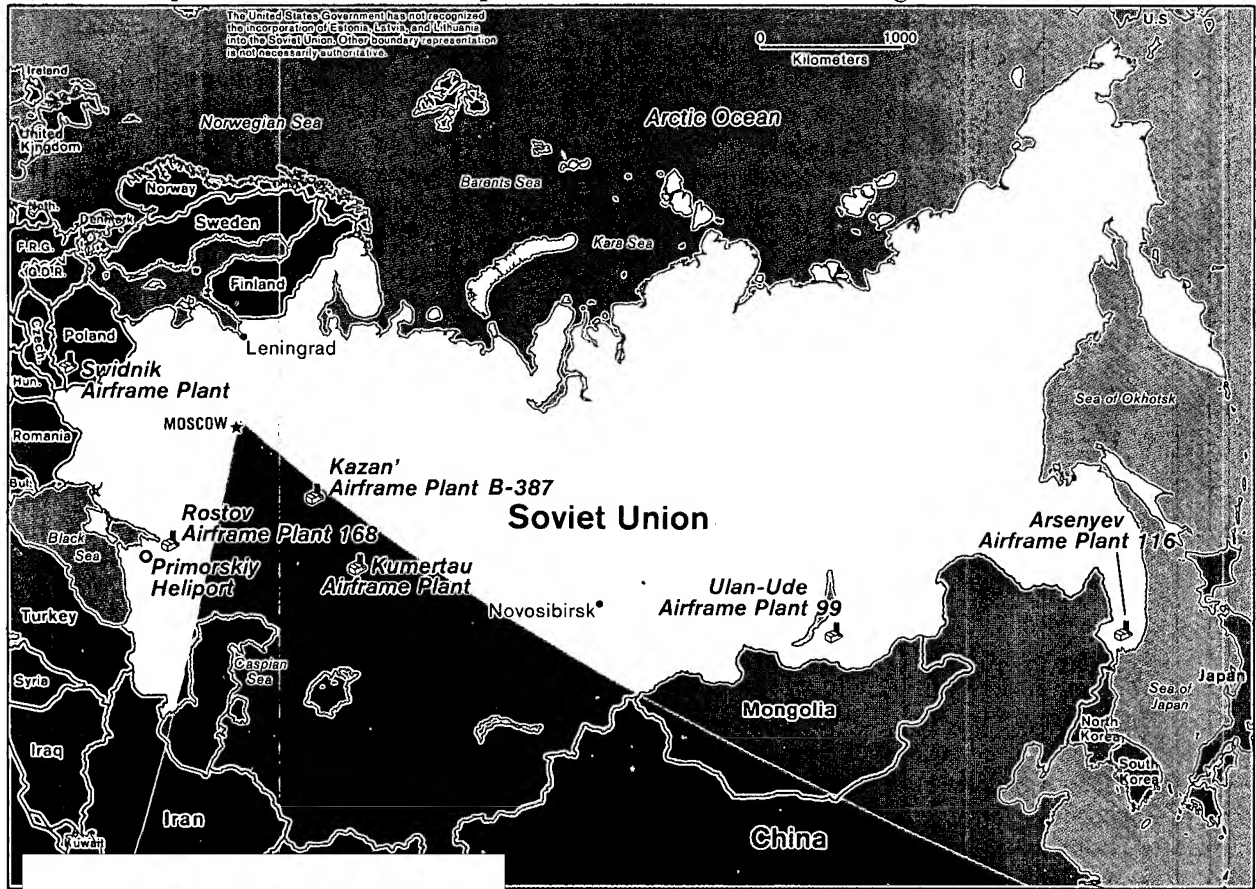 The United States Government has not recognized
the incorporation of Estonia, Latvia, and Lithuania
into the Soviet Union. Other boundary representation
is not necessarily authoritative.
U.S.
0 1000
Kilometers
Ireland
United
Kingdom
Norwegian Sea
Arctic Ocean
Barents Sea
Kara Sea
Norway
Sweden
Finland
Neth.
Denmark
F.R.G.
G.D.R.
Czech.
Poland
Leningrad
Swidnik
Airframe Plant
Hun.
Romania
Bul.
MOSCOW
Sea of Okhotsk
Kazan'
Airframe Plant B-387
Soviet Union
Rostov
Airframe Plant 168
Black
Sea
Primorskiy
Heliport
Kumertau
Airframe Plant
Arsenyev
Airframe Plant 116
Ulan-Ude
Airframe Plant 99
Novosibirsk
Turkey
Caspian
Sea
Syria
Iraq
Iran
Kuwait
Mongolia
China
Japan
Sea of
Japan
North
Korea
South
Korea